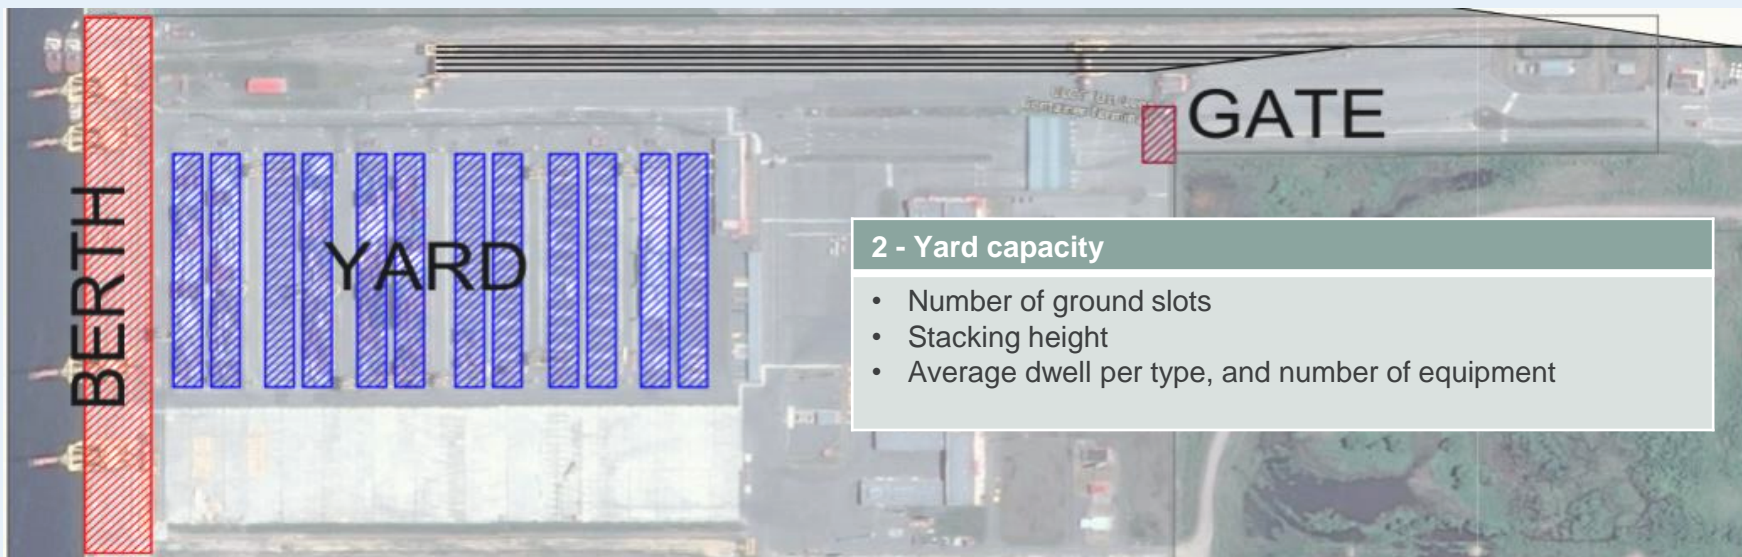 GATE
BERTH
YARD
2 - Yard capacity
• Number of ground slots
• Stacking height
• Average dwell per type, and number of equipment